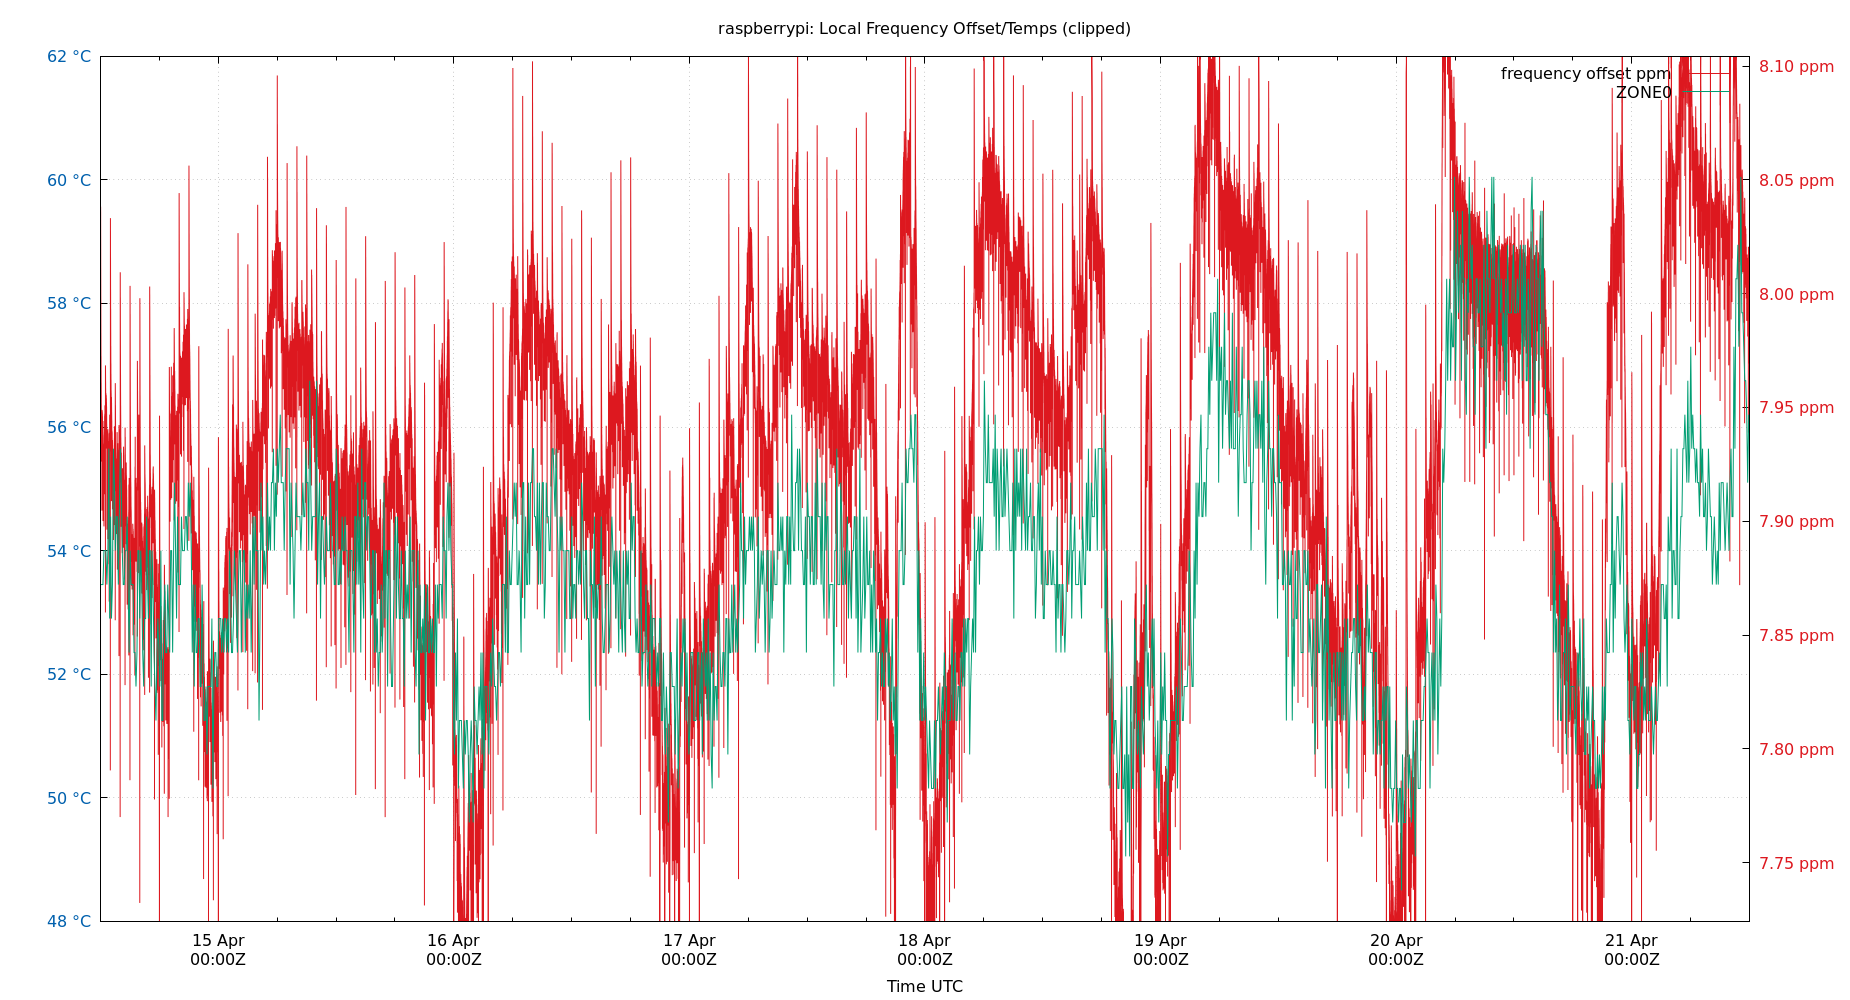 raspberrypi: Local Frequency Offset/Temps (clipped)
62 °C
60 °C
58 °C
56 °C
54 °C
52 °C
50 °C
48 °C
frequency offset ppm
ZONE0
8.10 ppm
8.05 ppm
8.00 ppm
7.95 ppm
7.90 ppm
7.85 ppm
7.80 ppm
7.75 ppm
15 Apr
00:00Z
16 Apr
00:00Z
17 Apr
00:00Z
18 Apr
00:00Z
19 Apr
00:00Z
20 Apr
00:00Z
21 Apr
00:00Z
Time UTC